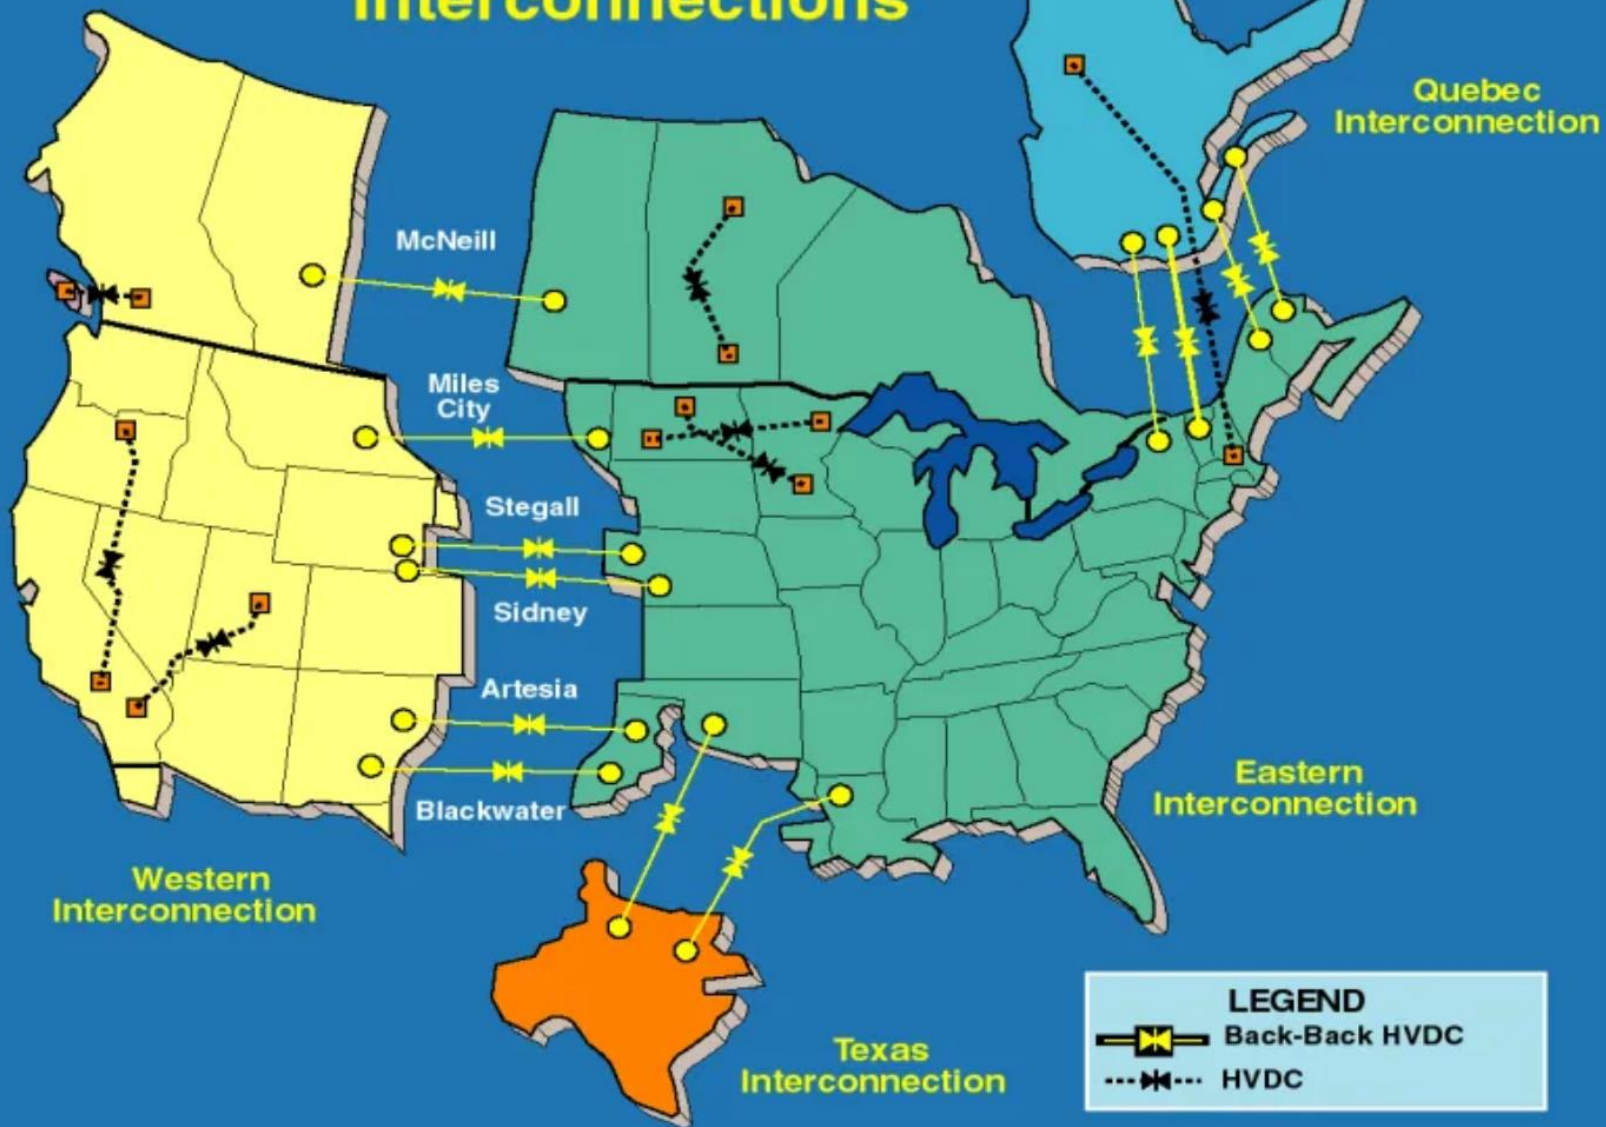 Interconnections
Quebec
Interconnection
McNeill
Miles
City
Stegall
Sidney
Artesia
Blackwater
Eastern
Interconnection
Western
Interconnection
Texas
Interconnection
LEGEND
Back-Back HVDC
HVDC